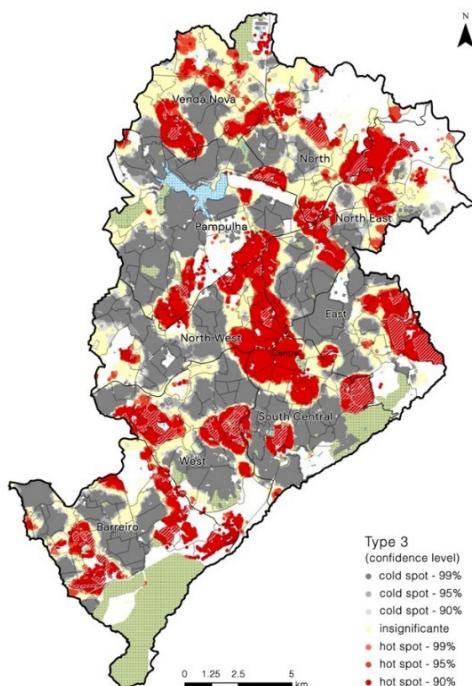 N
Venda Nova
North
North East
Pampulha
East
North West
Centre
South Central
West
Barreiro
Type 3
(confidence level)
cold spot - 99%
cold spot - 95%
cold spot - 90%
insignificante
hot spot - 99%
hot spot - 95%
hot spot - 90%
0 1.25 2.5 5
km